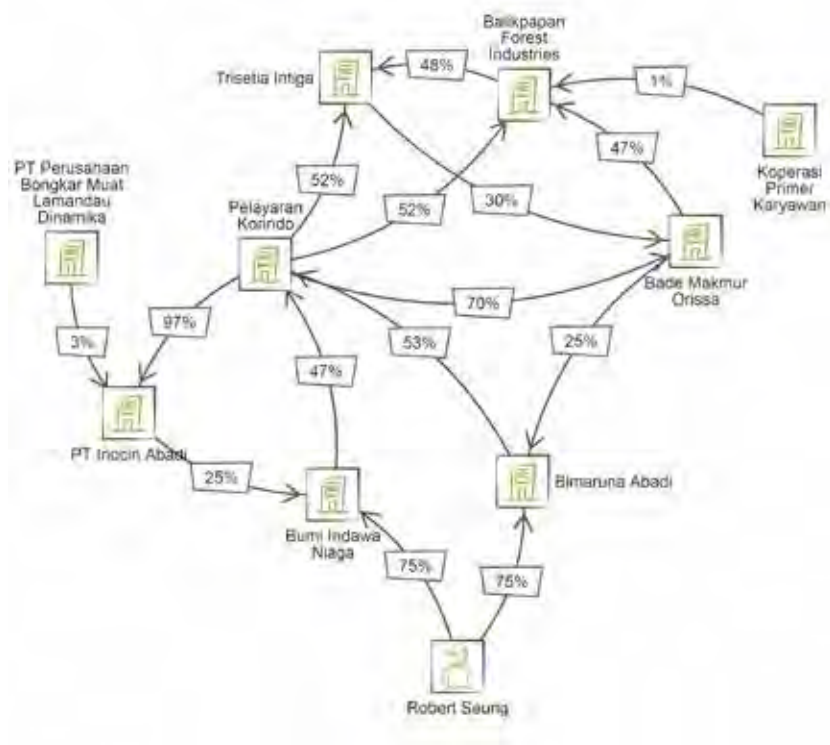 Balikpapan
Forest
Industries
Trisetia Intiga
48%
1%
47%
Koperasi
Primer
Karyawan
PT Perusahaan
Bongkar Muat
Lamandau
Dinamika
52%
Pelayaran
Korindo
52%
30%
Bade Makmur
Orissa
3%
97%
70%
53%
25%
47%
PT Inocin Abadi
25%
Bimaruna Abadi
Bumi Indawa
Niaga
75%
75%
Robert Seung